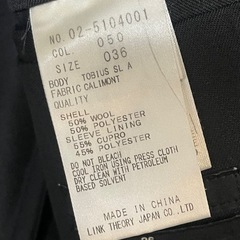 NO. 02-5104001
COL. 050
SIZE 036
BODY TOBIUS SL A
FABRIC CALIMONT
QUALITY
SHELL
50% WOOL
50% POLYESTER
SLEEVE LINING
55% CUPRO
45% POLYESTER
DO NOT BLEACH
COOL IRON USING PRESS CLOTH
DRY CLEAN WITH PETROLEUM
BASED SOLVENT
MADE IN CHINA
LINK THEORY JAPAN CO., LTD